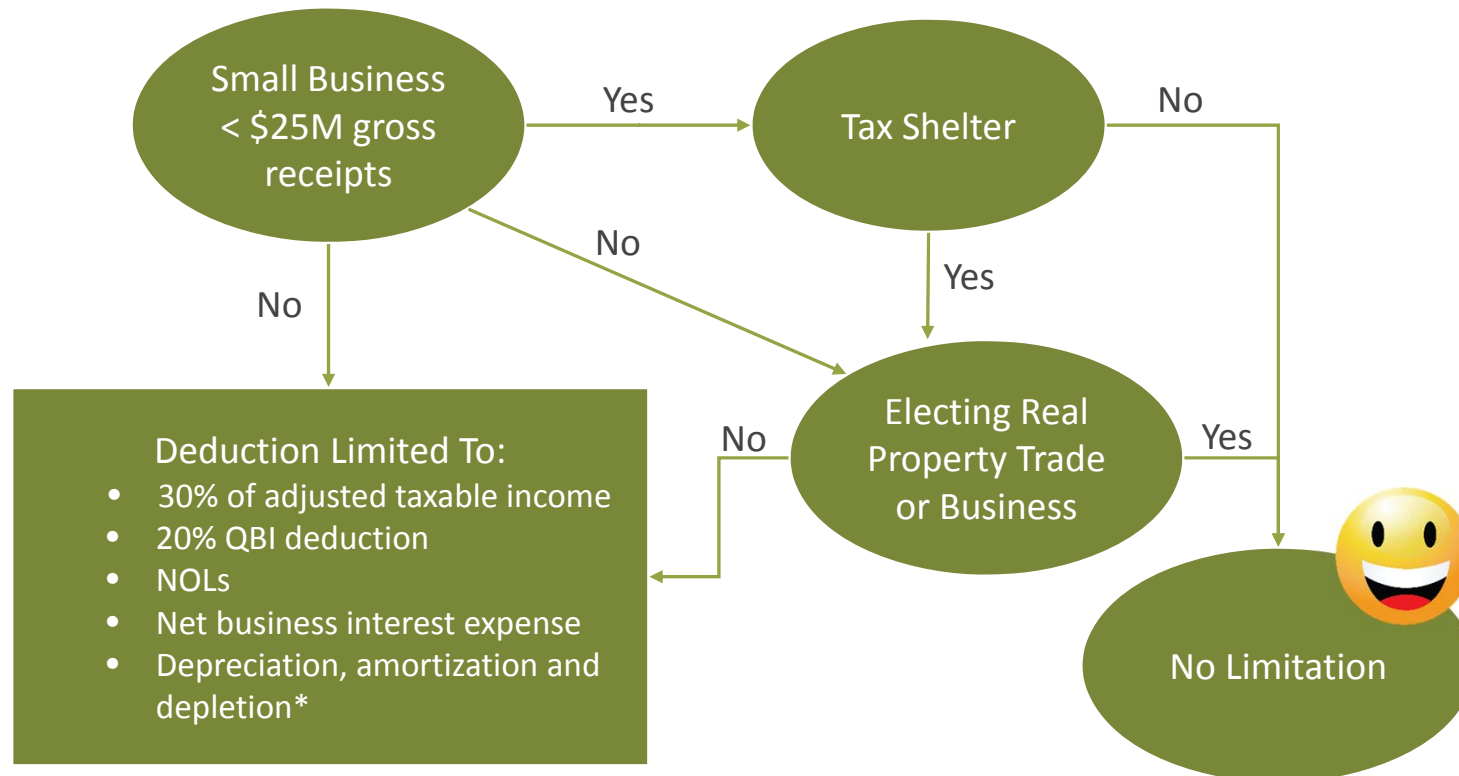 Small Business
< $25M gross
receipts
Yes
Tax Shelter
No
No
No
Yes
Electing Real
Property Trade
or Business
No
Yes
Deduction Limited To:
• 30% of adjusted taxable income
• 20% QBI deduction
• NOLs
• Net business interest expense
• Depreciation, amortization and
depletion*
No Limitation